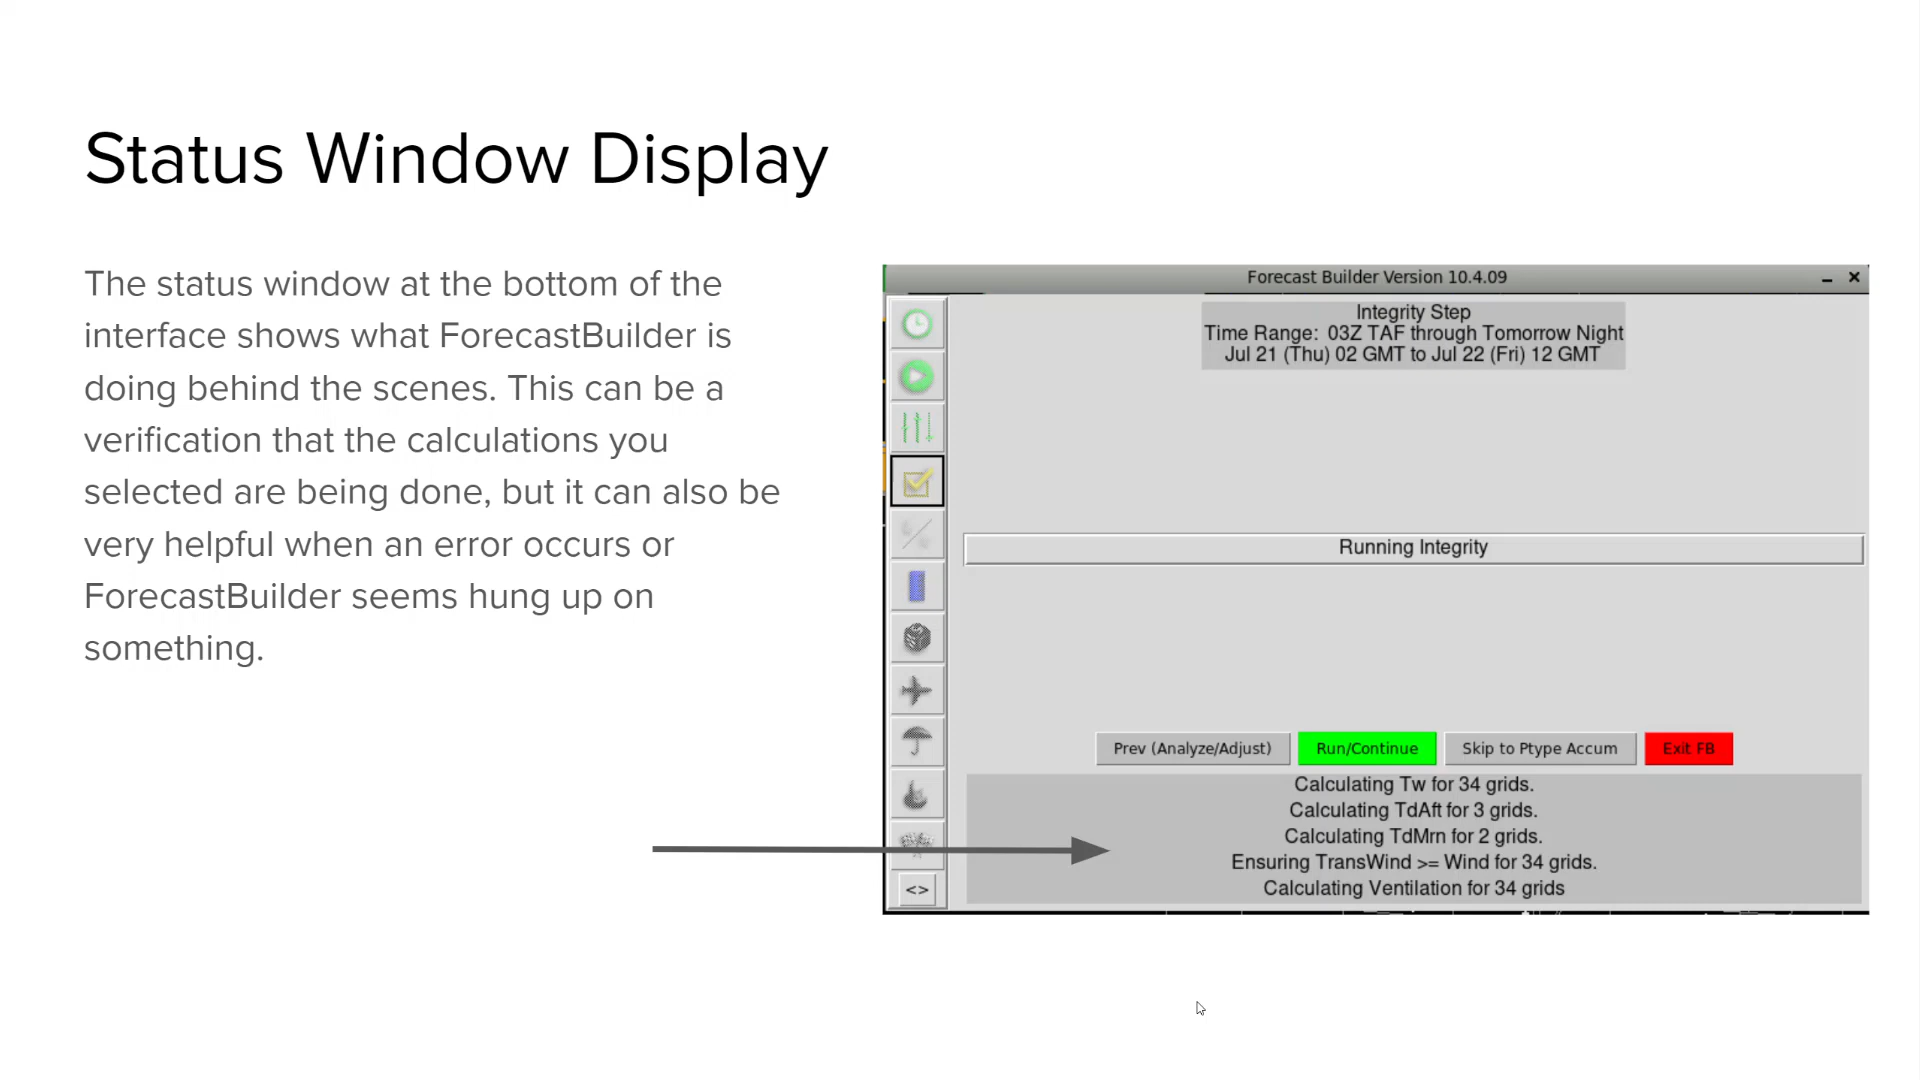 Status Window Display
The status window at the bottom of the
interface shows what ForecastBuilder is
doing behind the scenes. This can be a
verification that the calculations you
selected are being done, but it can also be
very helpful when an error occurs or
ForecastBuilder seems hung up on
something.
Forecast Builder Version 10.4.09
Integrity Step
Time Range: 03Z TAF through Tomorrow Night
Jul 21 (Thu) 02 GMT to Jul 22 (Fri) 12 GMT
Running Integrity
Prev (Analyze/Adjust) Run/Continue Skip to Ptype Accum Exit FB
Calculating Tw for 34 grids.
Calculating TdAft for 3 grids.
Calculating TdMrn for 2 grids.
Ensuring TransWind >= Wind for 34 grids.
Calculating Ventilation for 34 grids
<>